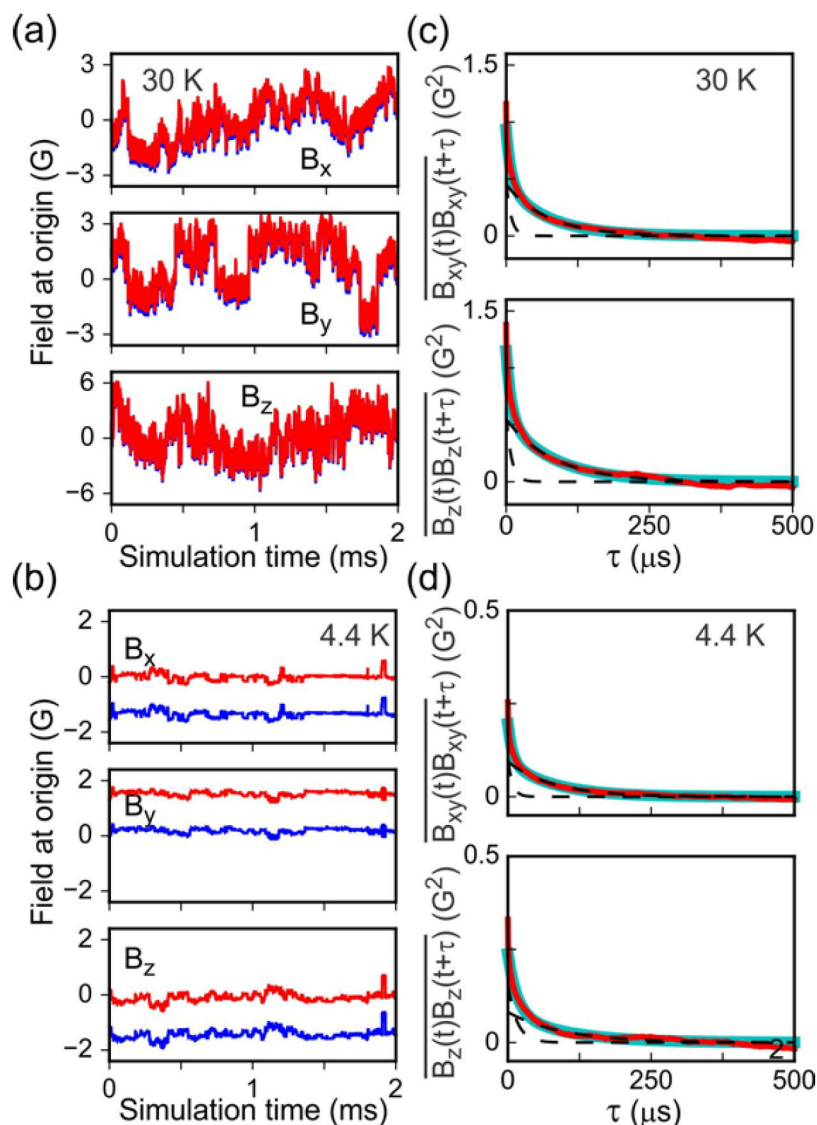 (a)
3
0
−3
30 K
Bx
3
0
−3
By
6
0
−6
Bz
0
1
2
Field at origin (G)
Simulation time (ms)
(c)
1.5
0
30 K
Bxy(t)Bxy(t+τ) (G2)
1.5
0
Bz(t)Bz(t+τ) (G2)
0
250
500
τ (μs)
(b)
2
0
−2
Bx
4.4 K
2
0
−2
By
2
0
−2
Bz
0
1
2
Field at origin (G)
Simulation time (ms)
(d)
0.5
0
4.4 K
Bxy(t)Bxy(t+τ) (G2)
0.5
0
Bz(t)Bz(t+τ) (G2)
2
0
250
500
τ (μs)